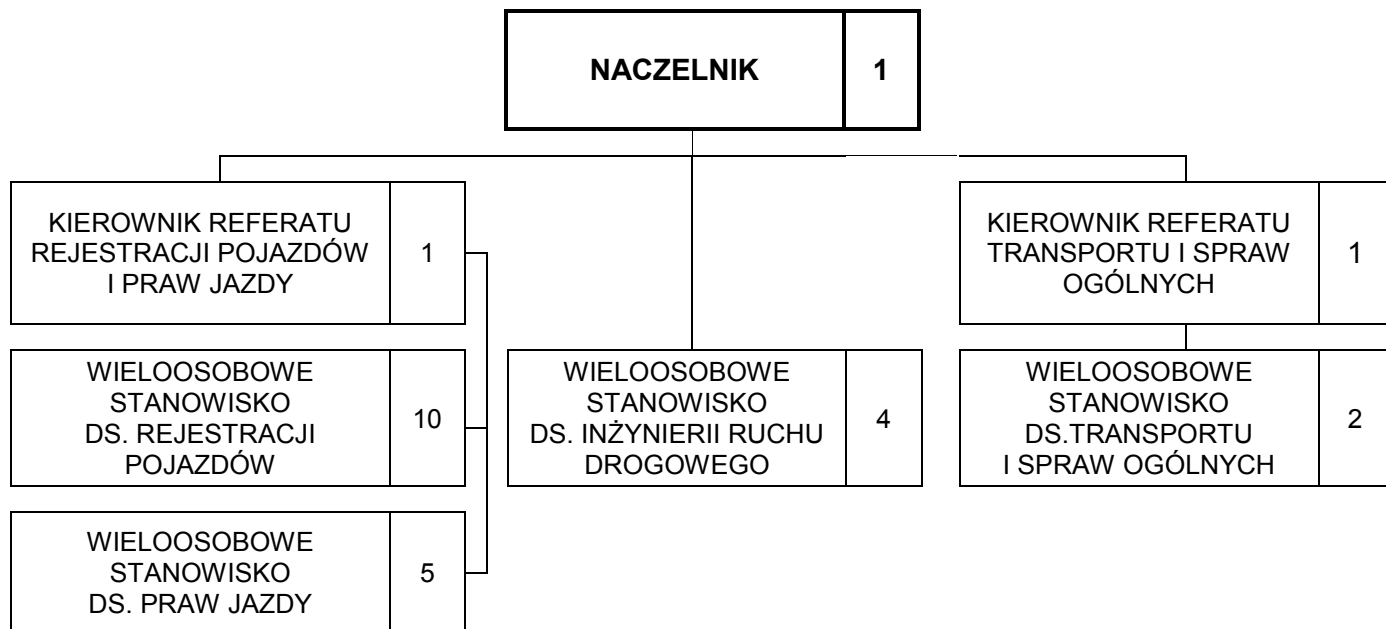 NACZELNIK 1
KIEROWNIK REFERATU
REJESTRACJI POJAZDÓW
I PRAW JAZDY
1
KIEROWNIK REFERATU
TRANSPORTU I SPRAW
OGÓLNYCH
1
WIELOOSOBOWE
STANOWISKO
DS. REJESTRACJI
POJAZDÓW
10
WIELOOSOBOWE
STANOWISKO
DS. INŻYNIERII RUCHU
DROGOWEGO
4
WIELOOSOBOWE
STANOWISKO
DS.TRANSPORTU
I SPRAW OGÓLNYCH
2
WIELOOSOBOWE
STANOWISKO
DS. PRAW JAZDY
5